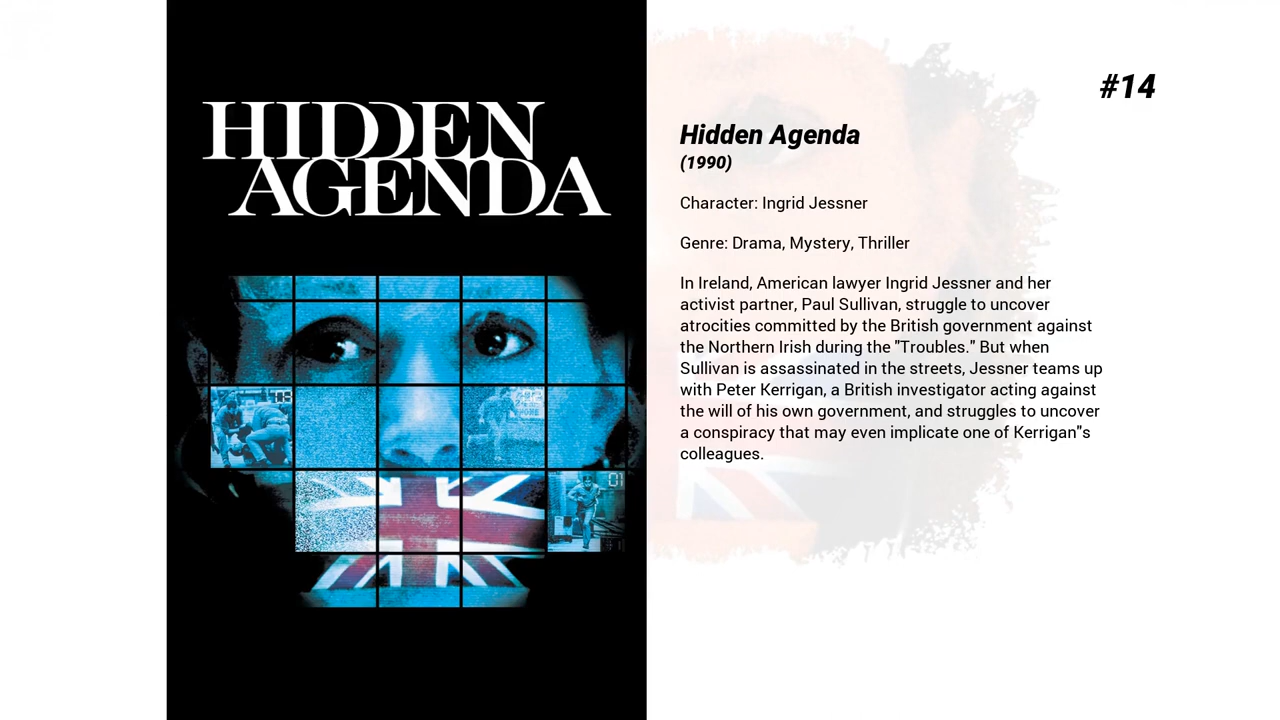 HIDDEN
AGENDA
#14
Hidden Agenda
(1990)
Character: Ingrid Jessner
Genre: Drama, Mystery, Thriller
In Ireland, American lawyer Ingrid Jessner and her
activist partner, Paul Sullivan, struggle to uncover
atrocities committed by the British government against
the Northern Irish during the "Troubles." But when
Sullivan is assassinated in the streets, Jessner teams up
with Peter Kerrigan, a British investigator acting against
the will of his own government, and struggles to uncover
a conspiracy that may even implicate one of Kerrigan"s
colleagues.